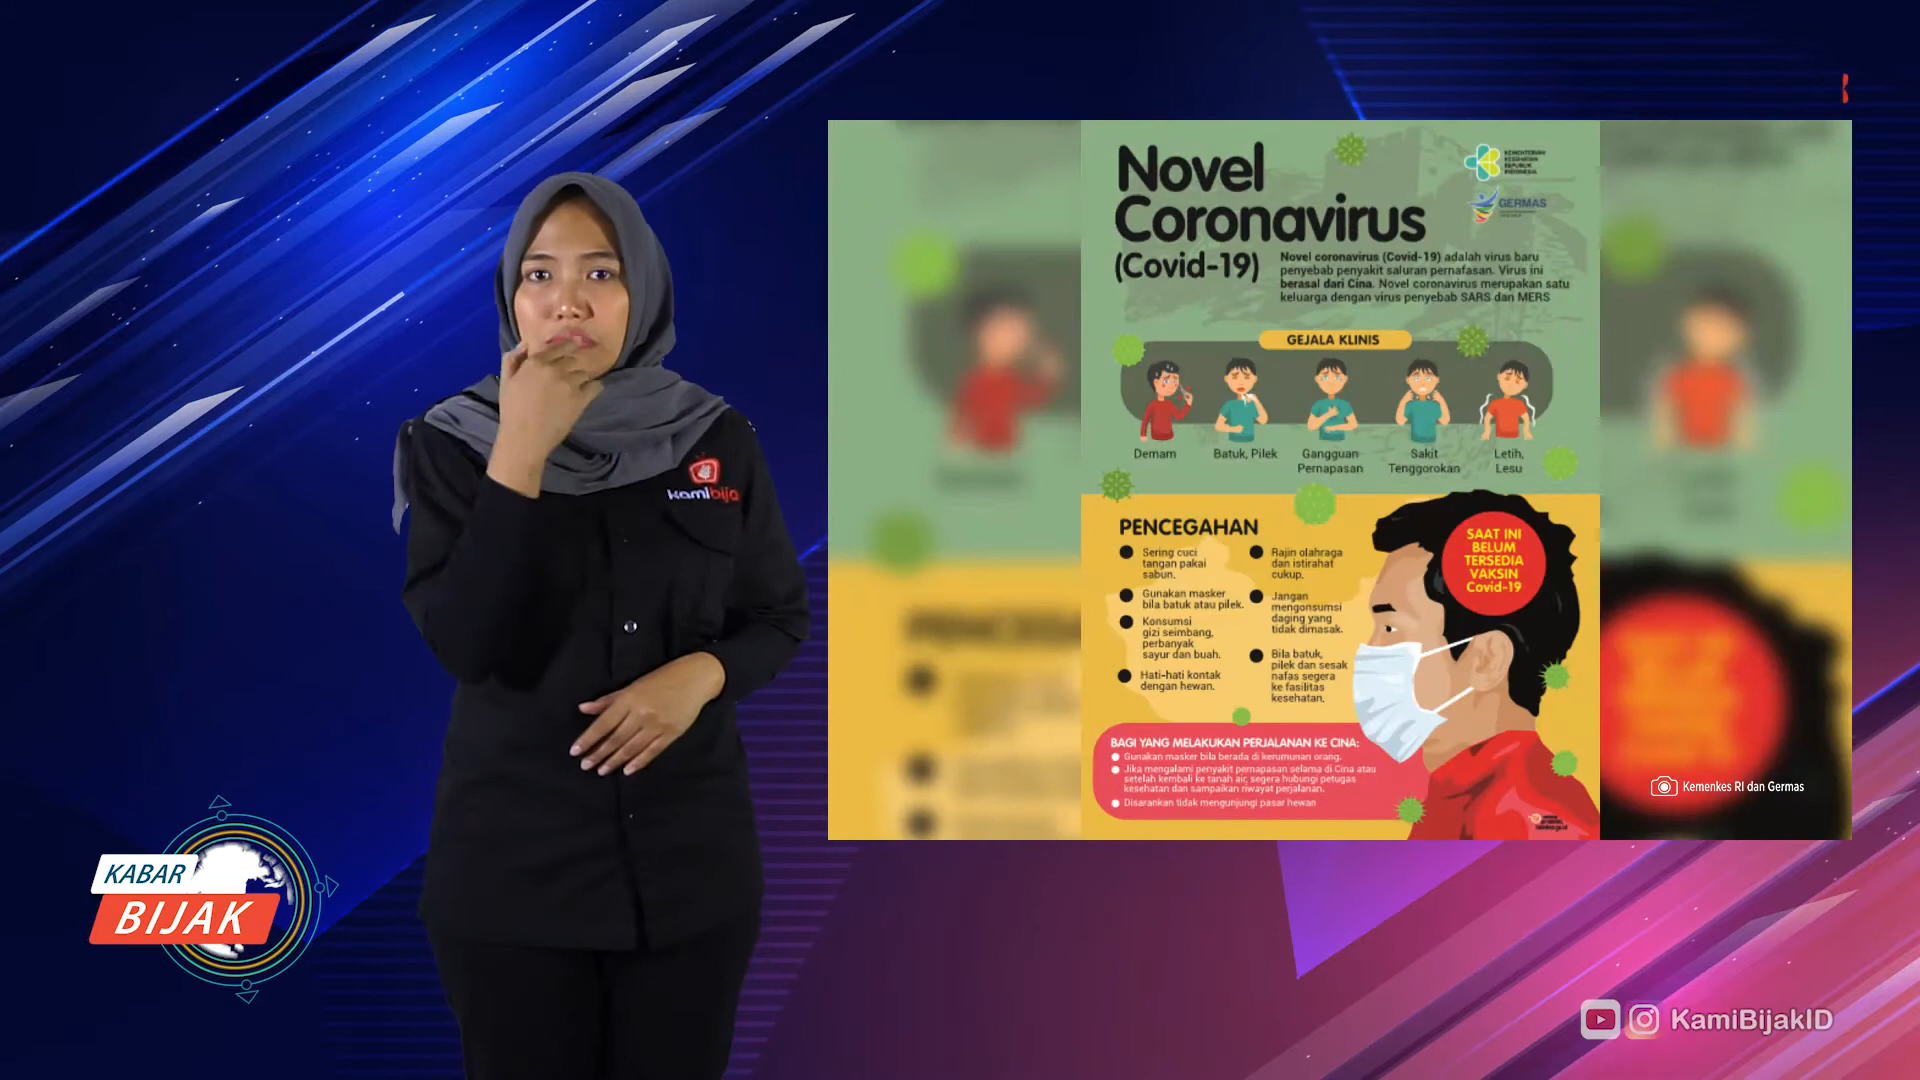 Novel
Coronavirus
(Covid-19)
KEMENTERIAN
KESEHATAN
REPUBLIK
INDONESIA
GERMAS
Novel coronavirus (Covid-19) adalah virus baru
penyebab penyakit saluran pernafasan. Virus ini
berasal dari Cina. Novel coronavirus merupakan satu
keluarga dengan virus penyebab SARS dan MERS
GEJALA KLINIS
Demam
Batuk, Pilek
Gangguan
Pernapasan
Sakit
Tenggorokan
Letih,
Lesu
PENCEGAHAN
Sering cuci
tangan pakai
sabun.
Gunakan masker
bila batuk atau pilek.
Konsumsi
gizi seimbang,
perbanyak
sayur dan buah.
Hati-hati kontak
dengan hewan.
Rajin olahraga
dan istirahat
cukup.
Jangan
mengonsumsi
daging yang
tidak dimasak.
Bila batuk,
pilek dan sesak
nafas segera
ke fasilitas
kesehatan.
SAAT INI
BELUM
TERSEDIA
VAKSIN
Covid-19
BAGI YANG MELAKUKAN PERJALANAN KE CINA:
Gunakan masker bila berada di kerumunan orang.
Jika mengalami penyakit pernapasan selama di Cina atau
setelah kembali ke tanah air, segera hubungi petugas
kesehatan dan sampaikan riwayat perjalanan.
Disarankan tidak mengunjungi pasar hewan
Kemenkes RI dan Germas
kamibija
KABAR
BIJAK
KamiBijakID